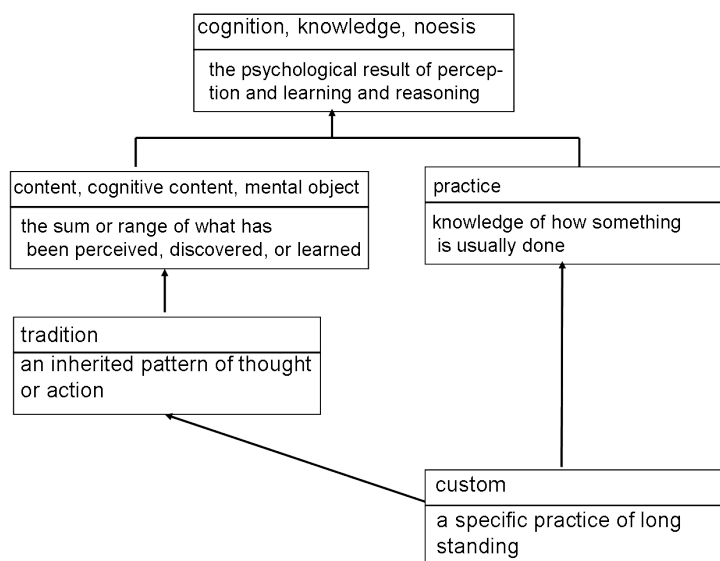 cognition, knowledge, noesis
the psychological result of percep-
tion and learning and reasoning
content, cognitive content, mental object
the sum or range of what has
been perceived, discovered, or learned
practice
knowledge of how something
is usually done
tradition
an inherited pattern of thought
or action
custom
a specific practice of long
standing